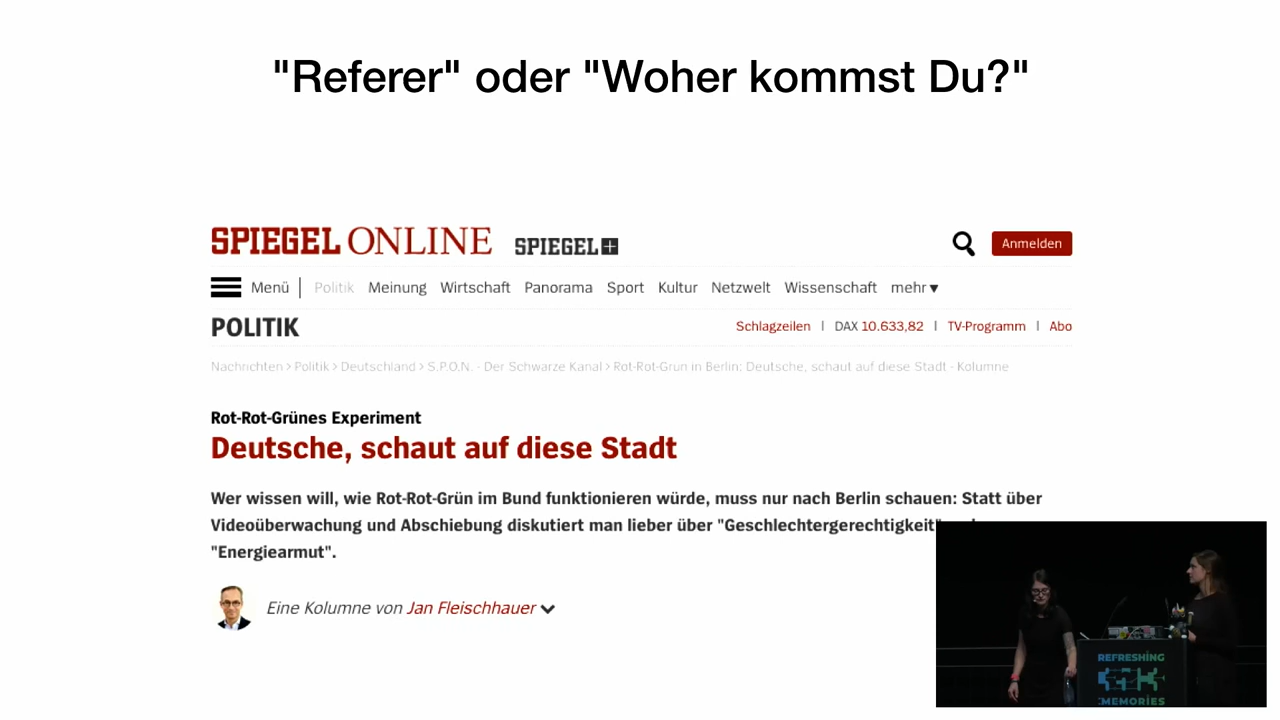 "Referer" oder "Woher kommst Du?"
SPIEGEL ONLINE SPIEGEL+ Anmelden
Menü | Politik Meinung Wirtschaft Panorama Sport Kultur Netzwelt Wissenschaft mehr ▼
POLITIK Schlagzeilen | DAX 10.633,82 | TV-Programm | Abo
Nachrichten > Politik > Deutschland > S.P.O.N. - Der Schwarze Kanal > Rot-Rot-Grün in Berlin: Deutsche, schaut auf diese Stadt - Kolumne
Rot-Rot-Grünes Experiment
Deutsche, schaut auf diese Stadt
Wer wissen will, wie Rot-Rot-Grün im Bund funktionieren würde, muss nur nach Berlin schauen: Statt über
Videoüberwachung und Abschiebung diskutiert man lieber über "Geschlechtergerechtigkeit"
"Energiearmut".
Eine Kolumne von Jan Fleischhauer
REFRESHING
MEMORIES